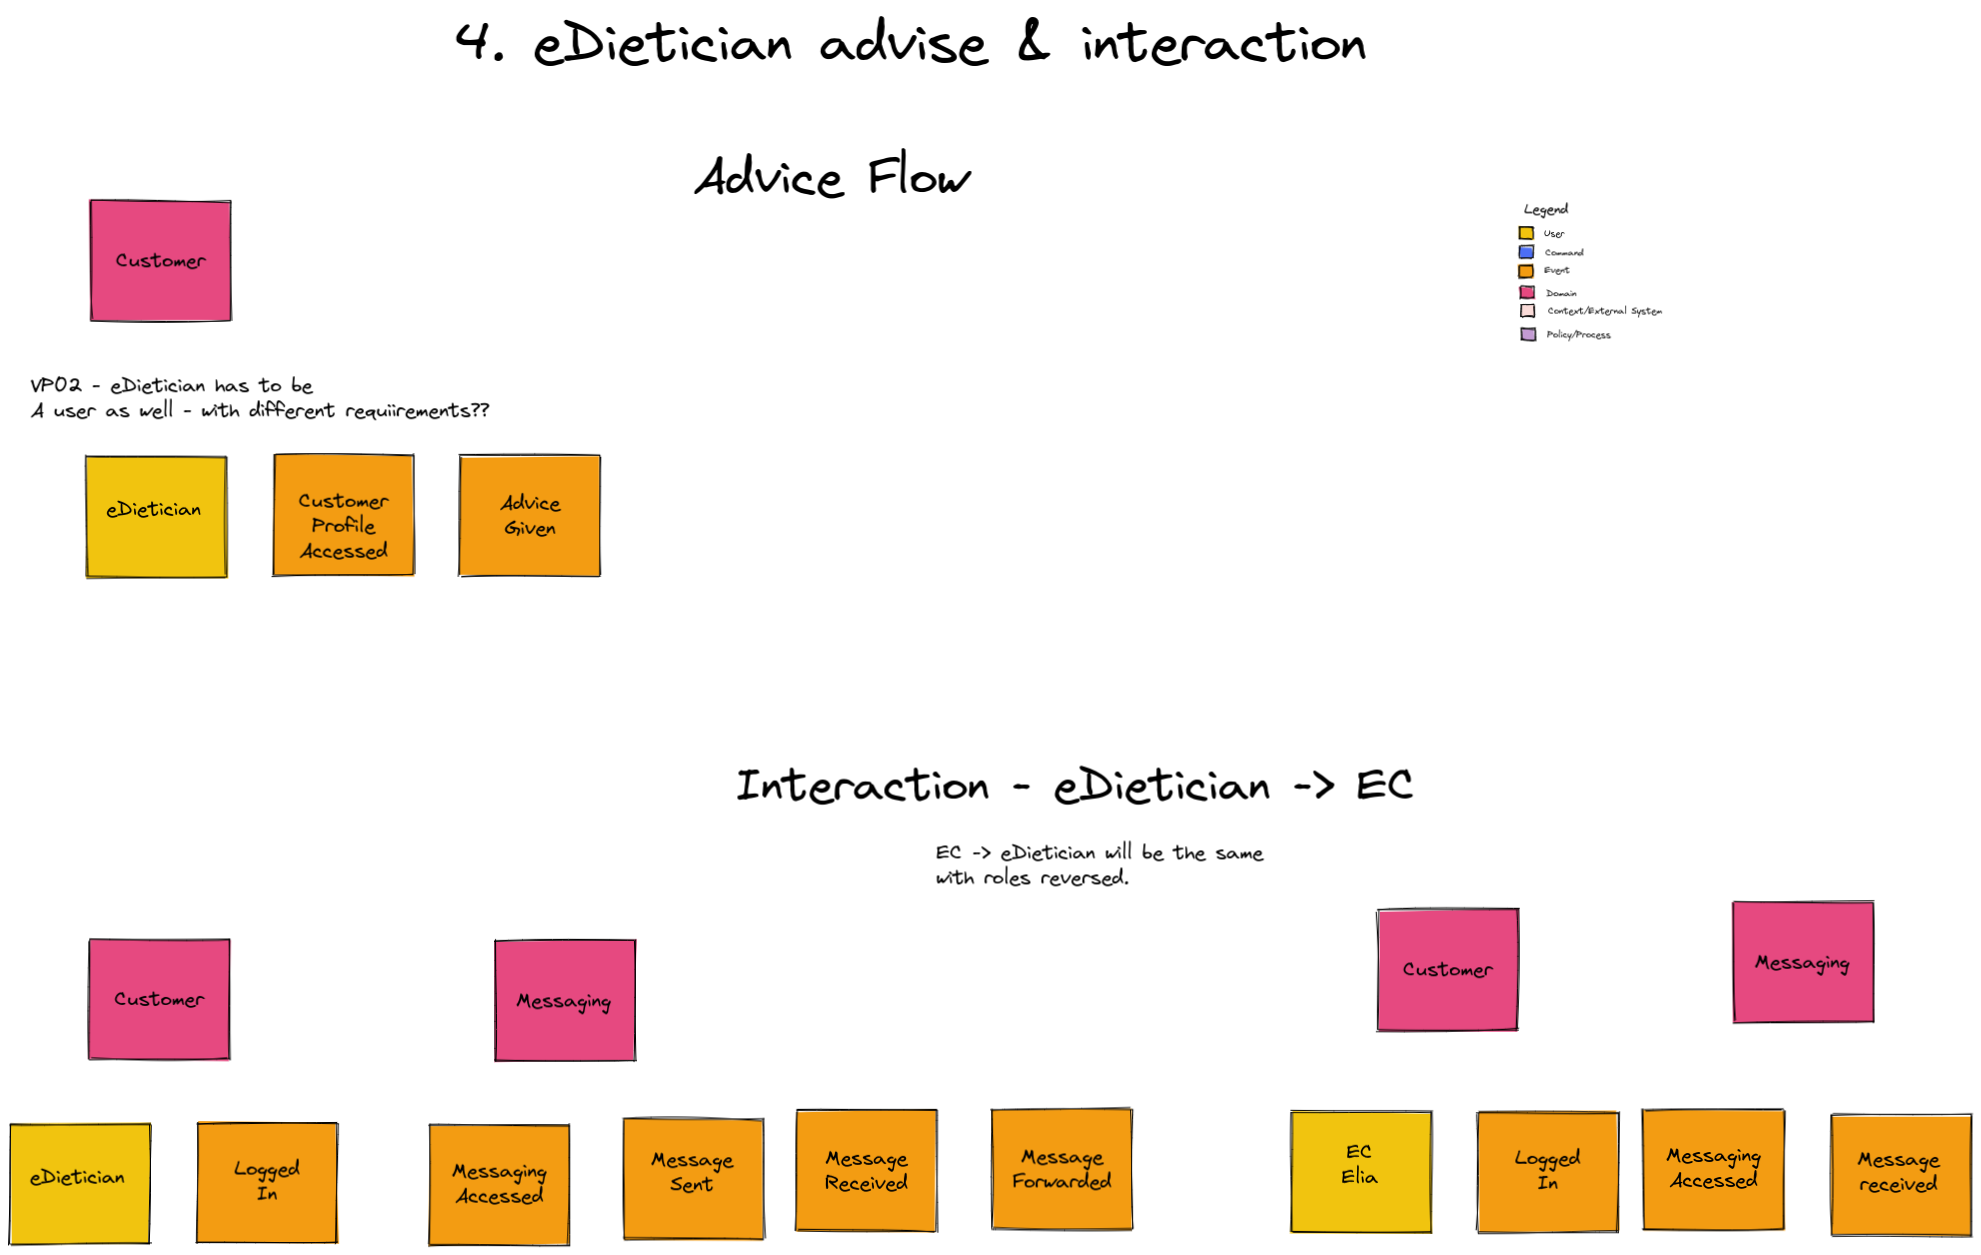 4. eDietician advise & interaction
Advice Flow
Customer
Legend
User
Command
Event
Domain
Context/External System
Policy/Process
VP02 - eDietician has to be
A user as well - with different requiirements??
eDietician
Customer
Profile
Accessed
Advice
Given
Interaction - eDietician -> EC
EC -> eDietician will be the same
with roles reversed.
Customer
Messaging
Customer
Messaging
eDietician
Logged
In
Messaging
Accessed
Message
Sent
Message
Received
Message
Forwarded
EC
Elia
Logged
In
Messaging
Accessed
Message
received